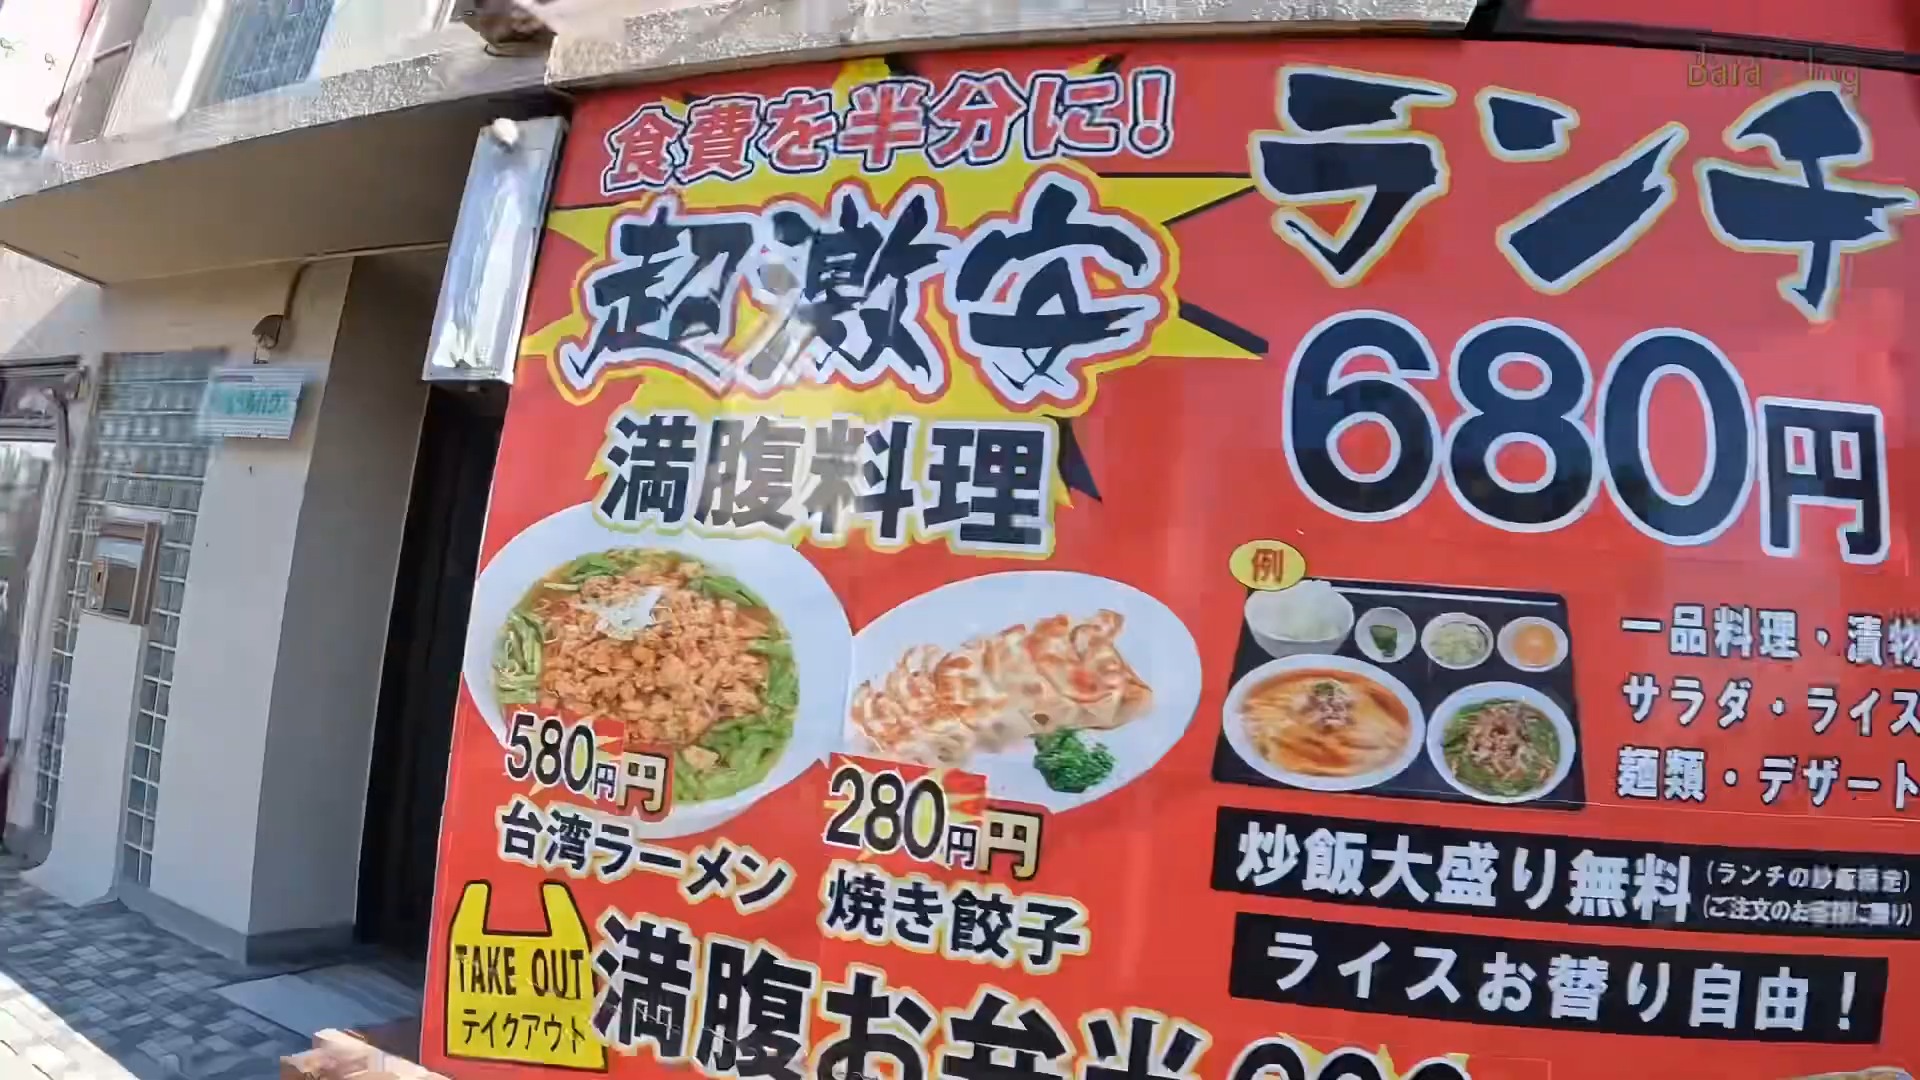 食費を半分に!
超激安
満腹料理
580円円
台湾ラーメン
280円円
焼き餃子
TAKE OUT
テイクアウト
満腹お弁当
ランチ
680円
例
一品料理・漬物
サラダ・ライス
麺類・デザート
炒飯大盛り無料
(ランチの炒飯限定)
(ご注文のお客様に限り)
ライスお替り自由!